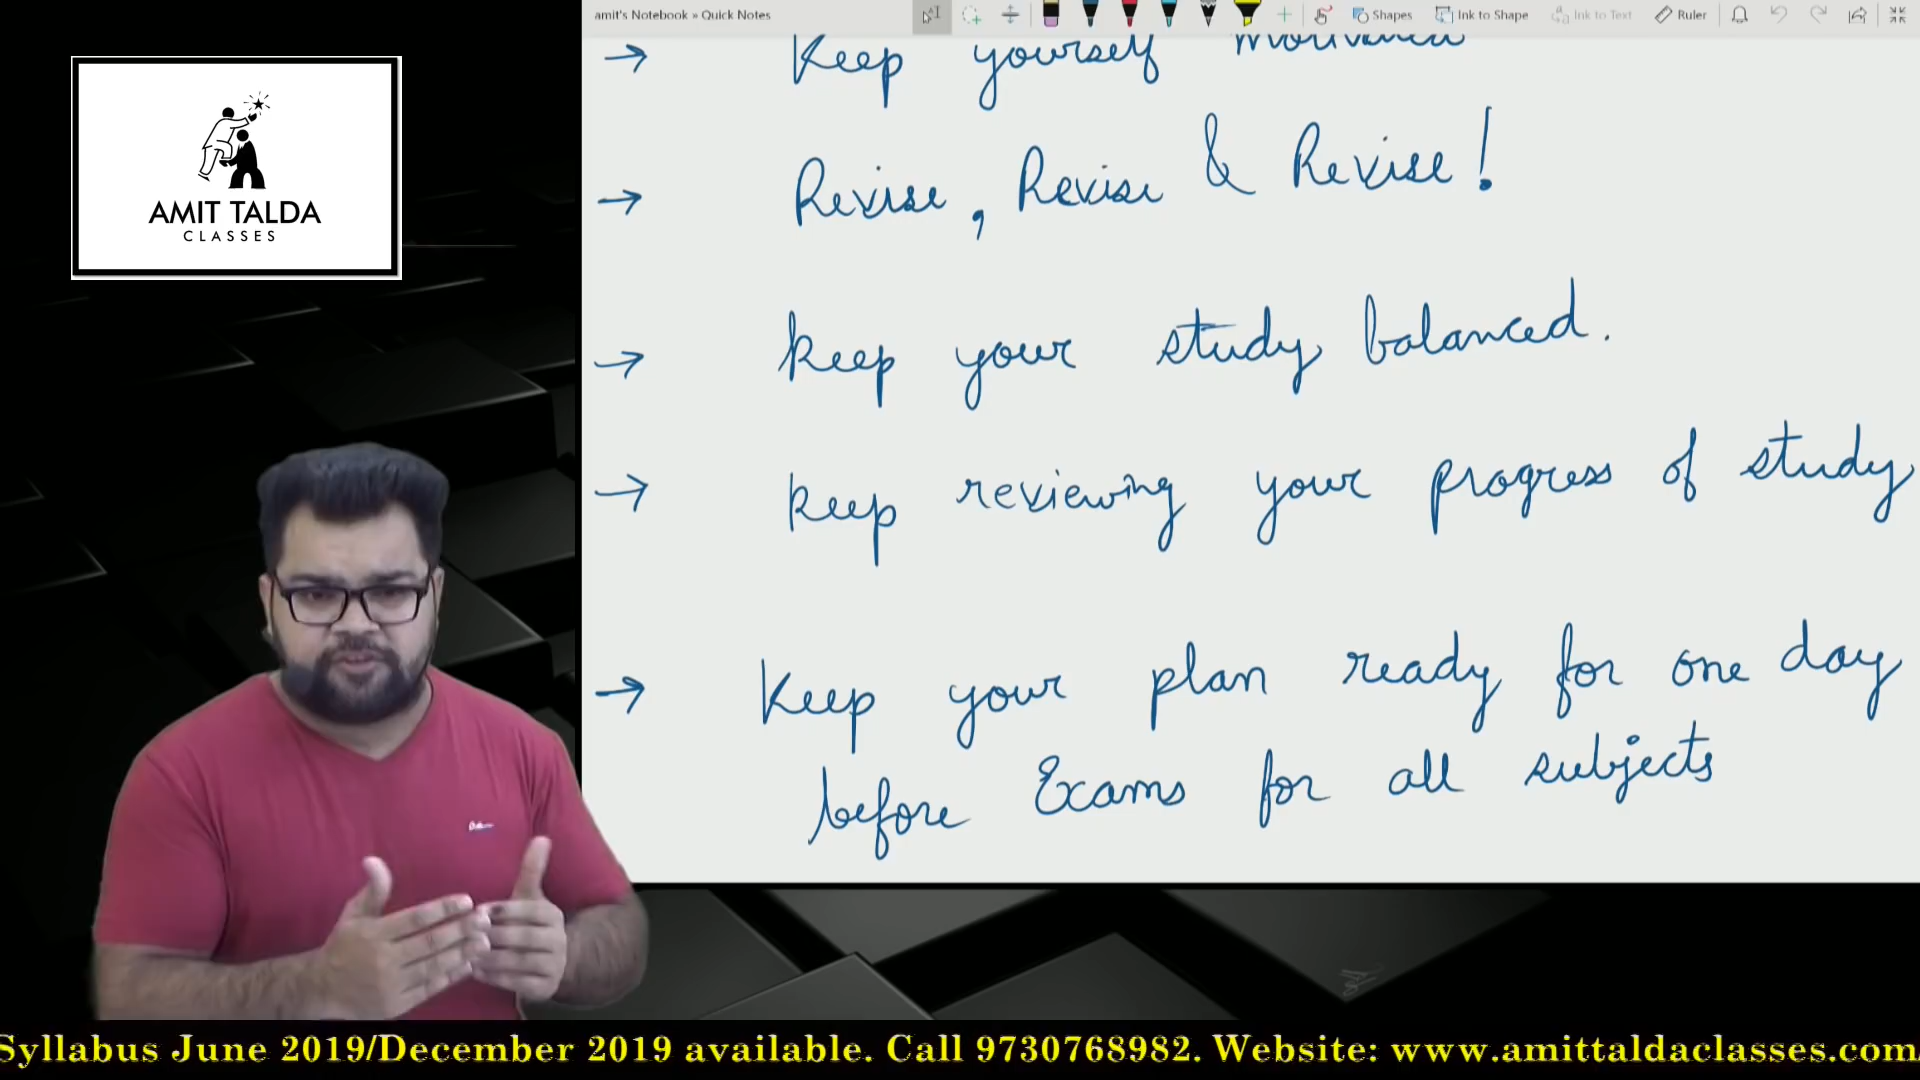 amit's Notebook » Quick Notes
Shapes
Ink to Shape
Ink to Text
Ruler
→ Keep yourself motivated
→ Revise, Revise & Revise!
→ keep your study balanced.
→ keep reviewing your progress of study
→ Keep your plan ready for one day
before Exams for all subjects
AMIT TALDA
CLASSES
Syllabus June 2019/December 2019 available. Call 9730768982. Website: www.amittaldaclasses.com/